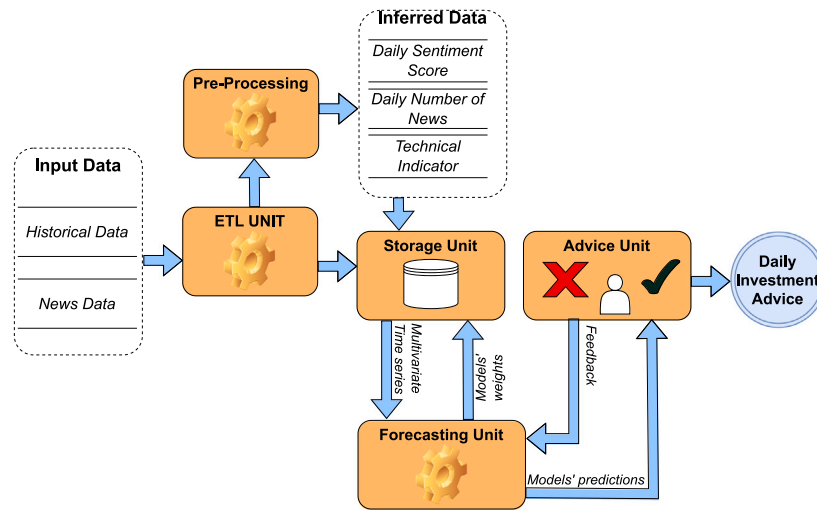 Inferred Data
Daily Sentiment
Score
Daily Number of
News
Technical
Indicator
Pre-Processing
Input Data
Historical Data
News Data
ETL UNIT
Storage Unit
Advice Unit
Daily
Investment
Advice
Multivariate
Time series
Models'
weights
Feedback
Forecasting Unit
Models' predictions